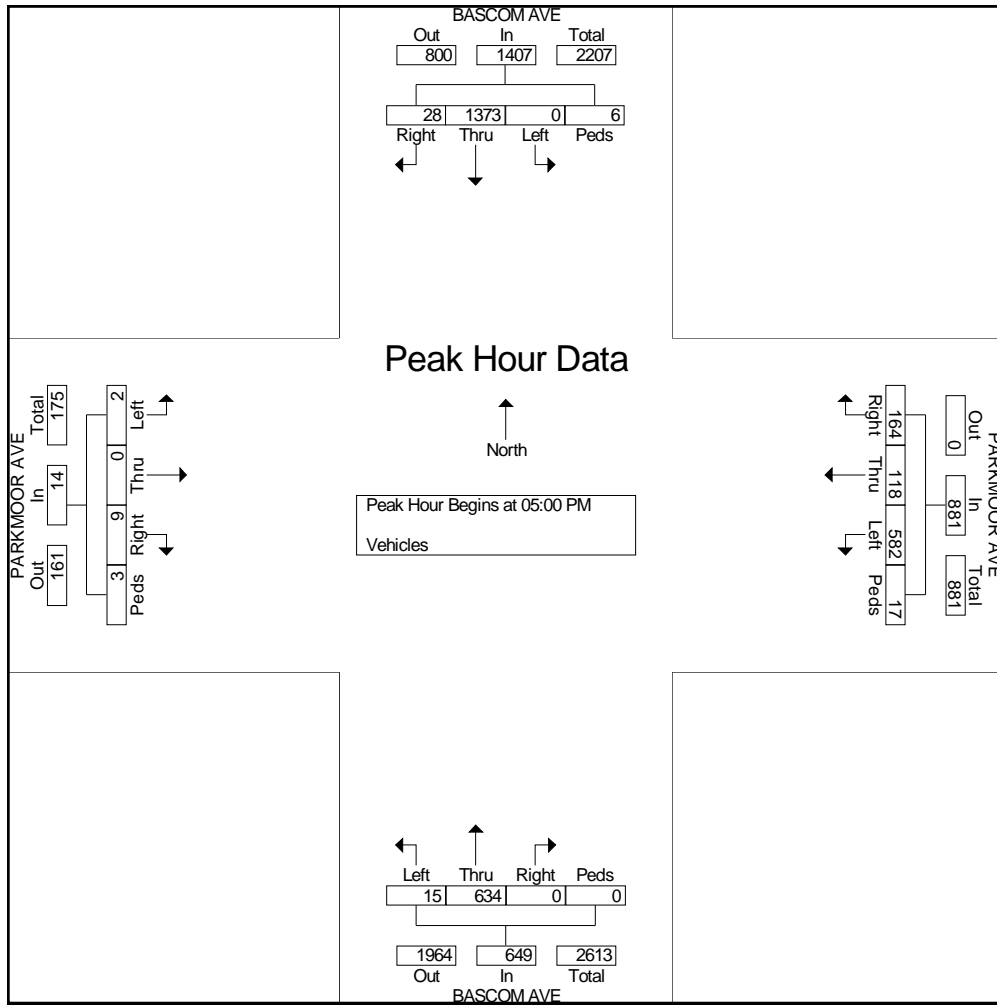 BASCOM AVE
Out In Total
800 1407 2207
28 1373 0 6
Right Thru Left Peds
Peak Hour Data
North
Peak Hour Begins at 05:00 PM
Vehicles
PARKMOOR AVE
Total In Out
175 14 161
2 0 9 3
Left Thru Right Peds
PARKMOOR AVE
Out In Total
0 881 881
164 118 582 17
Right Thru Left Peds
Left Thru Right Peds
15 634 0 0
1964 649 2613
Out In Total
BASCOM AVE